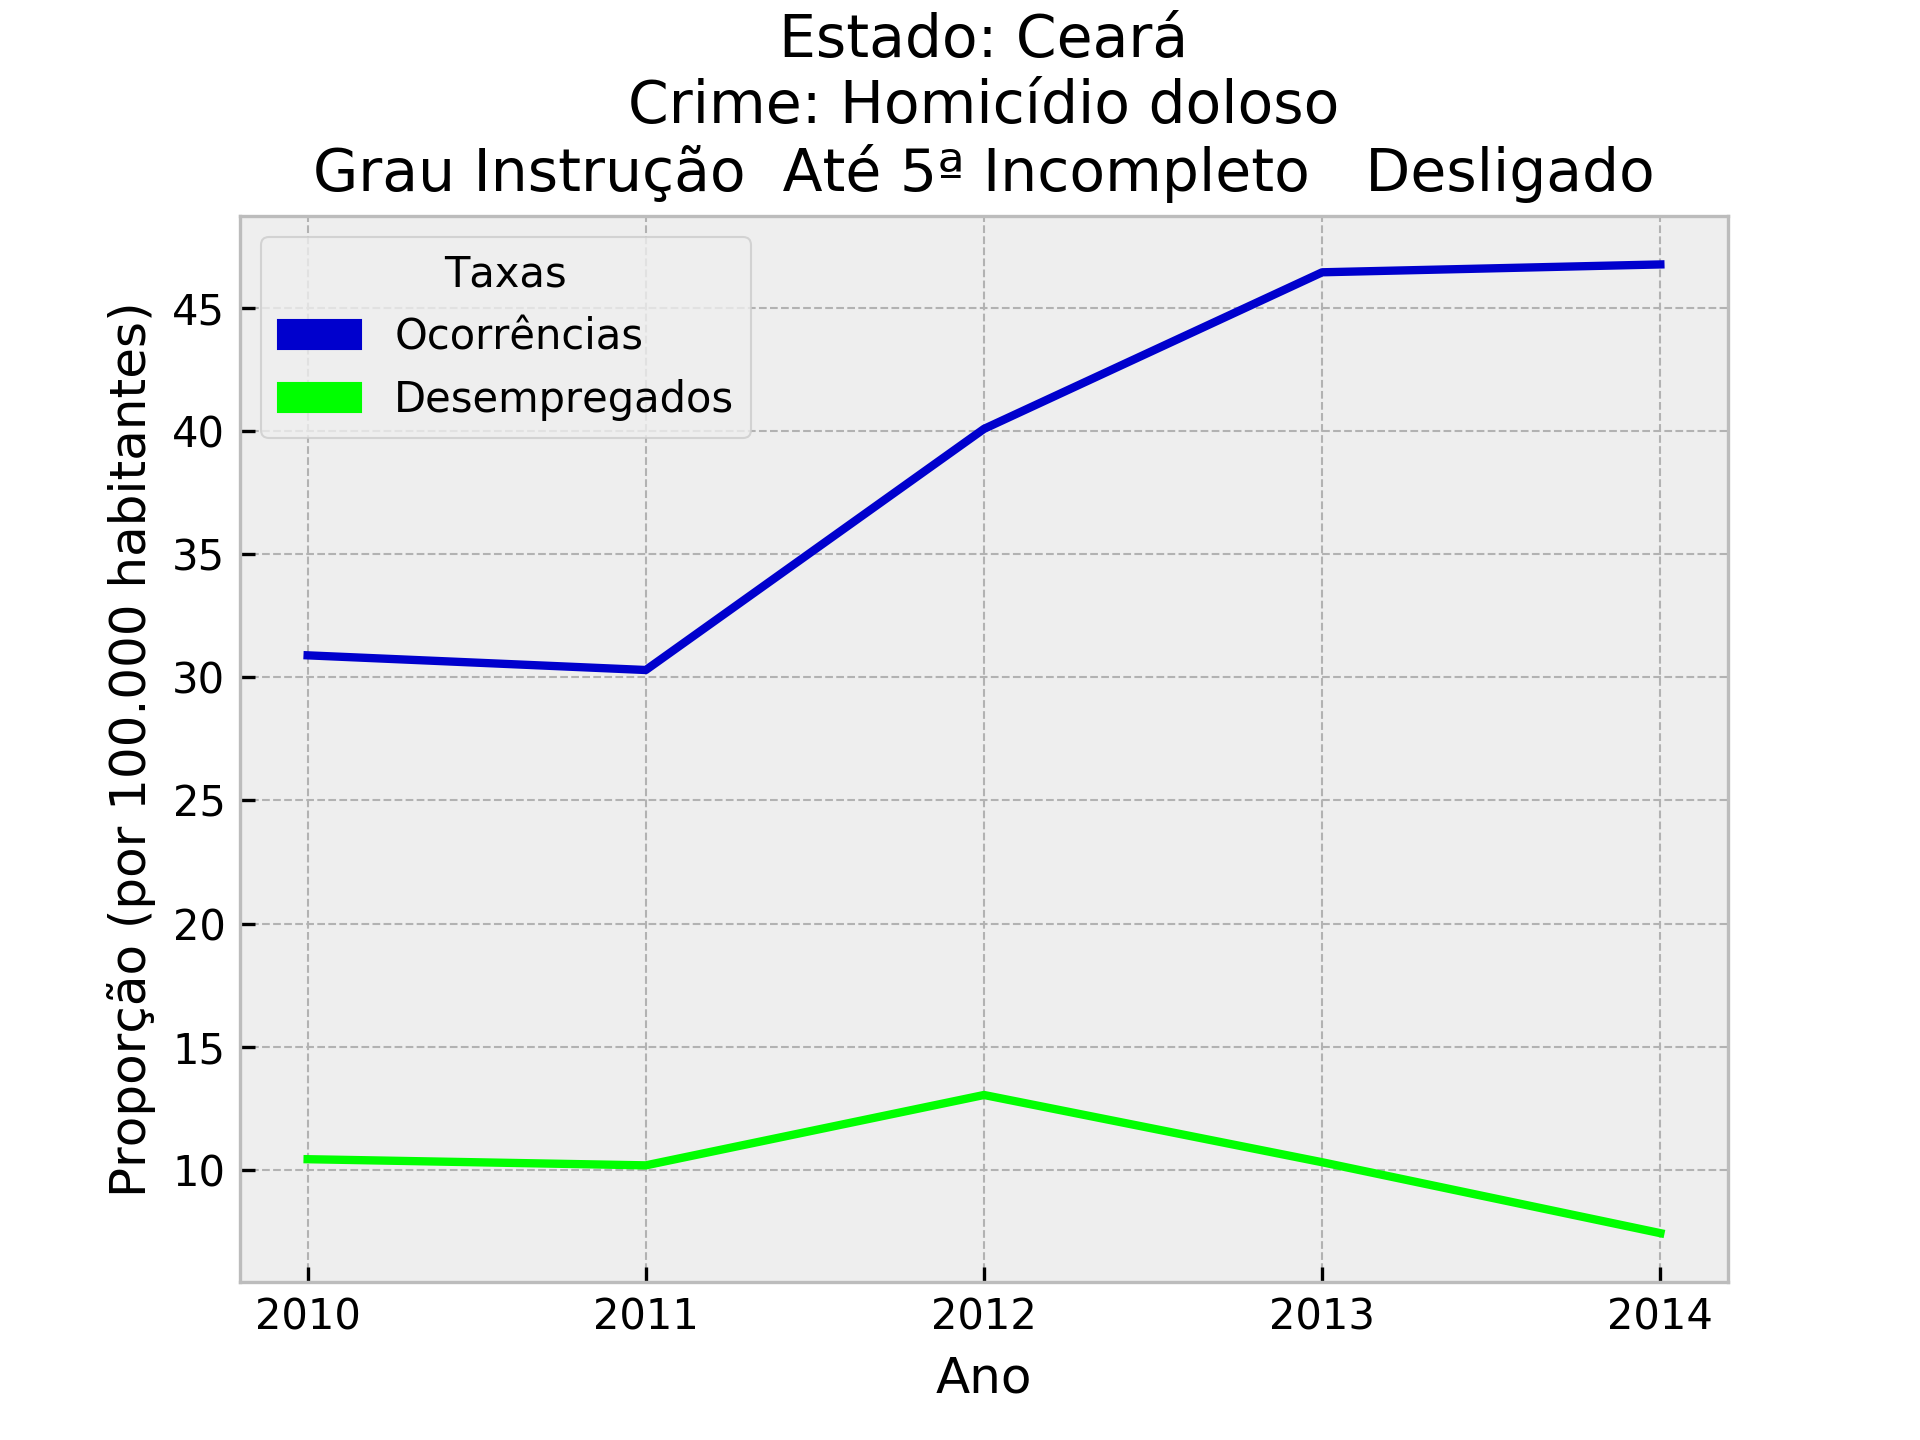 Estado: Ceará
Crime: Homicídio doloso
Grau Instrução  Até 5ª Incompleto   Desligado
Taxas
Ocorrências
Desempregados
Proporção (por 100.000 habitantes)
45
40
35
30
25
20
15
10
2010 2011 2012 2013 2014
Ano